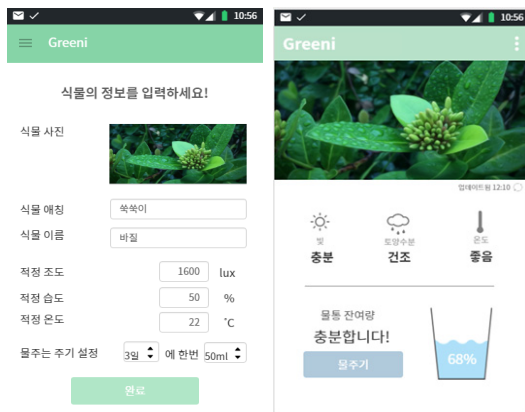 10:56
Greeni
식물의 정보를 입력하세요!
식물 사진
식물 애칭 쑥쑥이
식물 이름 바질
적정 조도 1600 lux
적정 습도 50 %
적정 온도 22 °C
물주는 주기 설정 3일 에 한번 50ml
완료
10:56
Greeni
업데이트됨 12:10
빛 토양수분 온도
충분 건조 좋음
물통 잔여량
충분합니다!
물주기
68%